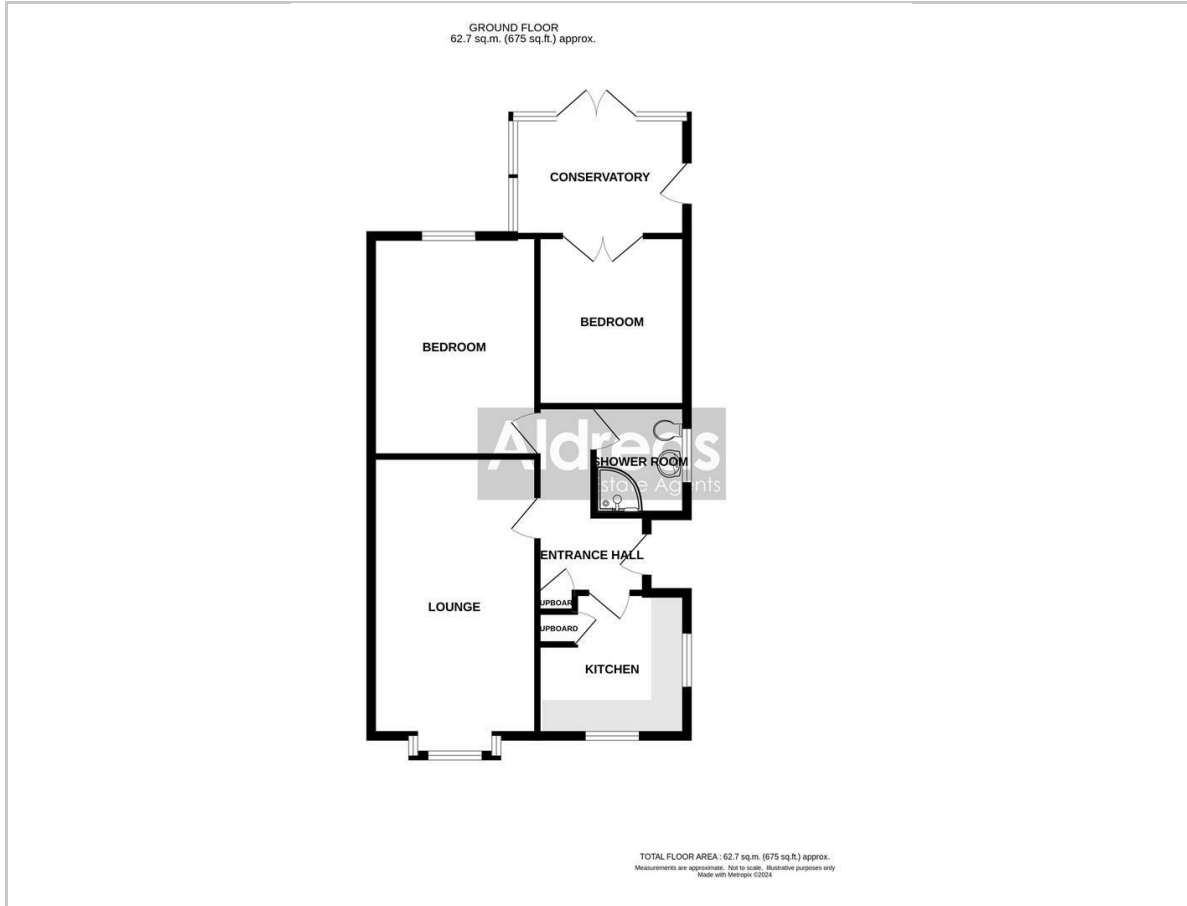 GROUND FLOOR
62.7 sq.m. (675 sq.ft.) approx.
CONSERVATORY
BEDROOM
BEDROOM
Aldreds
Estate Agents
SHOWER ROOM
ENTRANCE HALL
UPBOAR
LOUNGE
UPBOARD
KITCHEN
TOTAL FLOOR AREA : 62.7 sq.m. (675 sq.ft.) approx.
Measurements are approximate. Not to scale. Illustrative purposes only
Made with Metropix ©2024